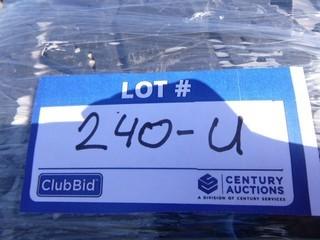 LOT #
240-U
ClubBid
CENTURY
AUCTIONS
A DIVISION OF CENTURY SERVICES